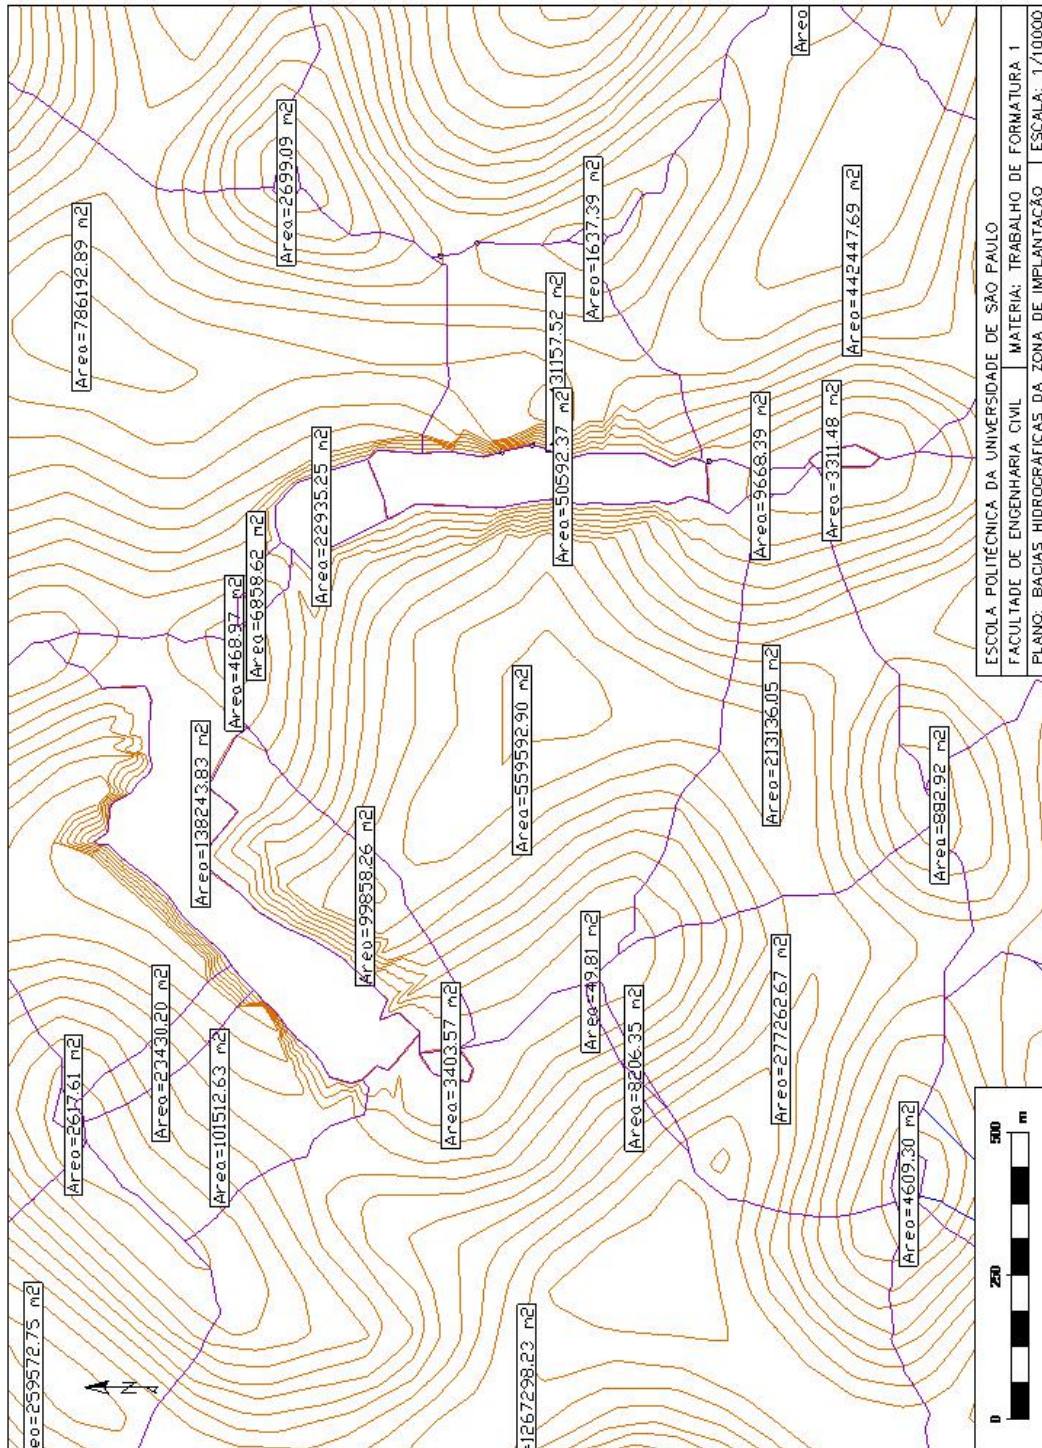 Area=259572.75 m2
Area=2617.61 m2
Area=23430.20 m2
Area=101512.63 m2
Area=138243.83 m2
Area=468.97 m2
Area=6858.62 m2
Area=22935.25 m2
Area=786192.89 m2
Area=2699.09 m2
Area=99858.26 m2
Area=3403.57 m2
Area=1267298.23 m2
Area=559592.90 m2
Area=50592.37 m2
31157.52 m2
Area=1637.39 m2
Area=49.81 m2
Area=8206.35 m2
Area=277262.67 m2
Area=213136.05 m2
Area=9668.39 m2
Area=3311.48 m2
Area=442447.69 m2
Area
Area=4609.30 m2
Area=882.92 m2
N
0 250 500
m
ESCOLA POLITÉCNICA DA UNIVERSIDADE DE SÃO PAULO
FACULTADE DE ENGENHARIA CIVIL MATERIA: TRABALHO DE FORMATURA 1
PLANO: BACIAS HIDROGRAFICAS DA ZONA DE IMPLANTAÇÃO ESCALA: 1/10000